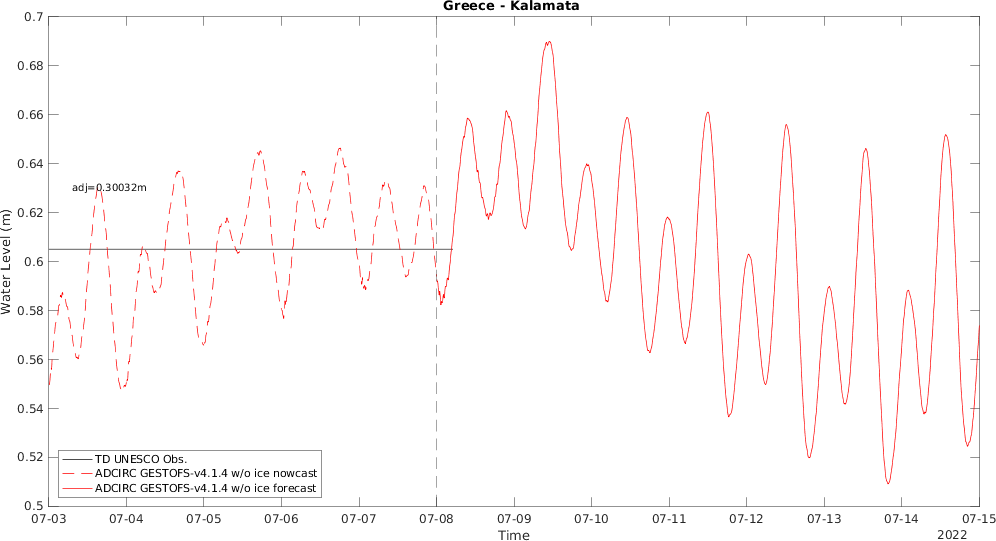 Greece - Kalamata
0.7
0.68
0.66
0.64
0.62
0.6
0.58
0.56
0.54
0.52
0.5
Water Level (m)
adj=0.30032m
TD UNESCO Obs.
ADCIRC GESTOFS-v4.1.4 w/o ice nowcast
ADCIRC GESTOFS-v4.1.4 w/o ice forecast
07-03 07-04 07-05 07-06 07-07 07-08 07-09 07-10 07-11 07-12 07-13 07-14 07-15
Time
2022